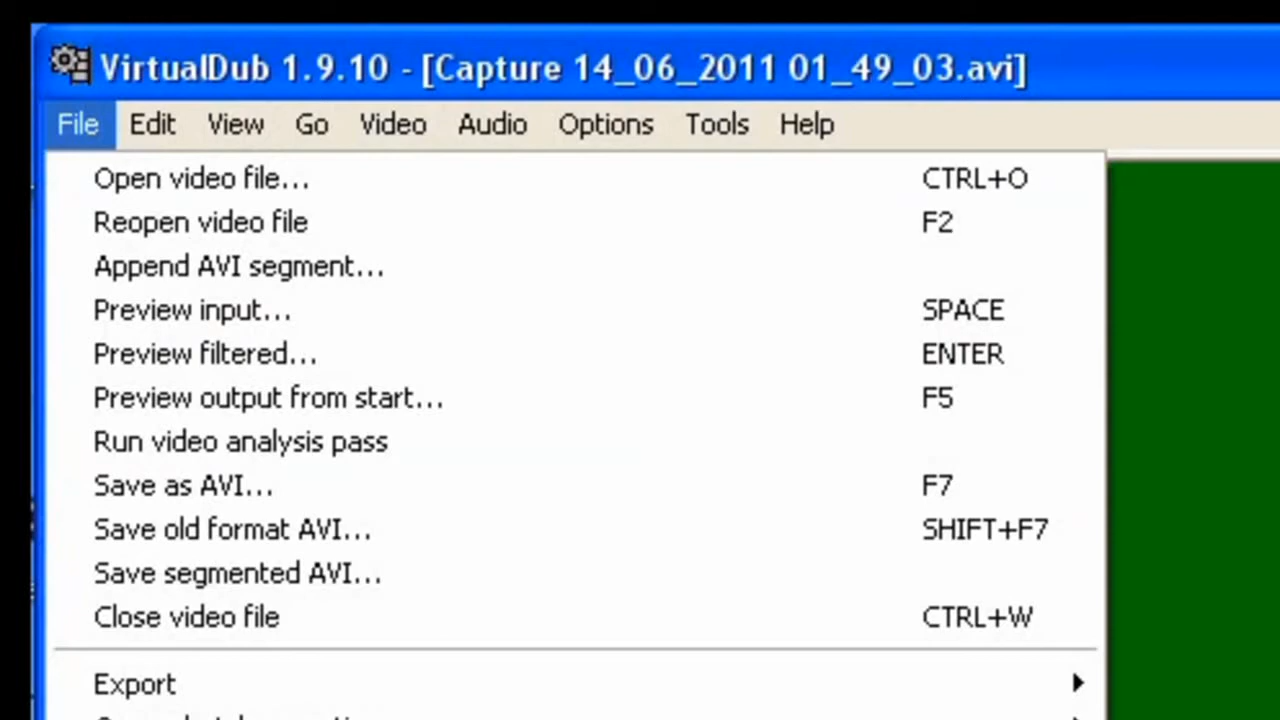 VirtualDub 1.9.10 - [Capture 14_06_2011 01_49_03.avi]
File Edit View Go Video Audio Options Tools Help
Open video file... CTRL+O
Reopen video file F2
Append AVI segment...
Preview input... SPACE
Preview filtered... ENTER
Preview output from start... F5
Run video analysis pass
Save as AVI... F7
Save old format AVI... SHIFT+F7
Save segmented AVI...
Close video file CTRL+W
Export